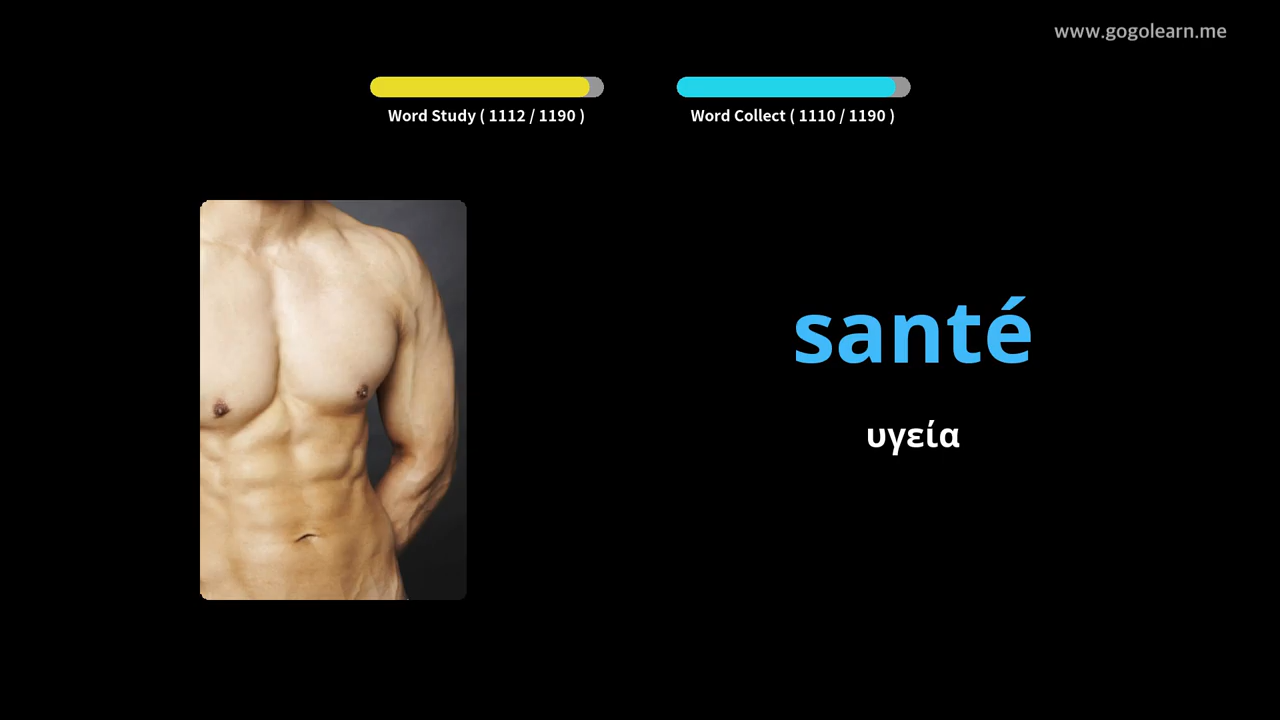 www.gogolearn.me
Word Study ( 1112 / 1190 )
Word Collect ( 1110 / 1190 )
santé
υγεία